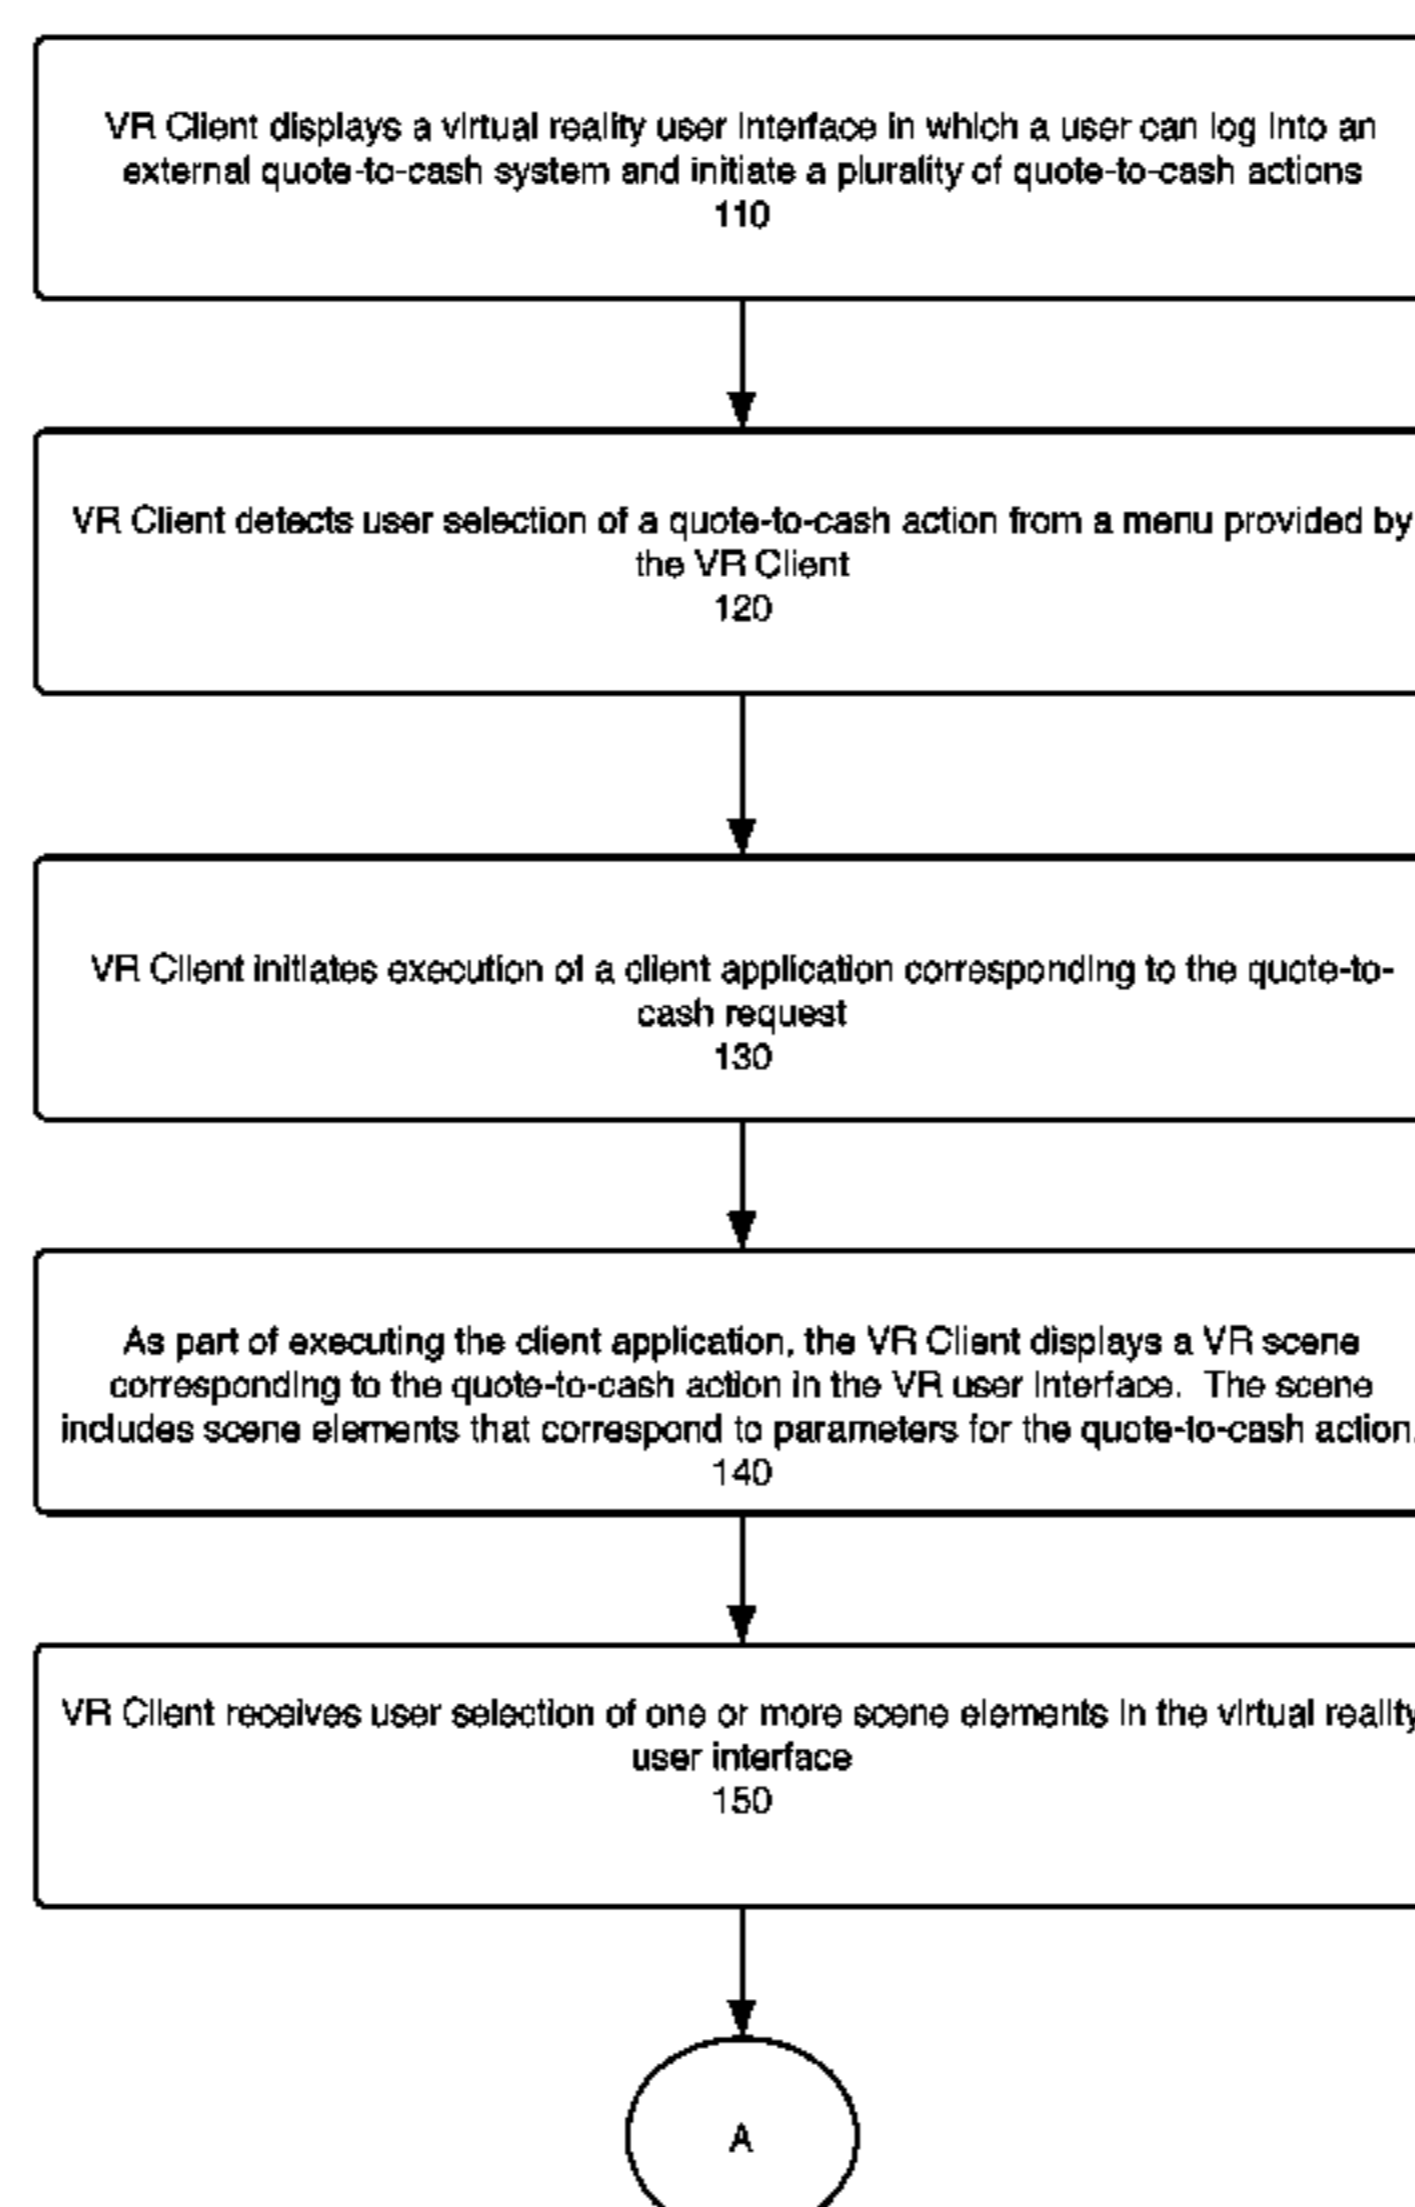 VR Client displays a virtual reality user interface in which a user can log into an
external quote-to-cash system and initiate a plurality of quote-to-cash actions
110
VR Client detects user selection of a quote-to-cash action from a menu provided by
the VR Client
120
VR Client initiates execution of a client application corresponding to the quote-to-
cash request
130
As part of executing the client application, the VR Client displays a VR scene
corresponding to the quote-to-cash action in the VR user interface. The scene
includes scene elements that correspond to parameters for the quote-to-cash action.
140
VR Client receives user selection of one or more scene elements in the virtual reality
user interface
150
A